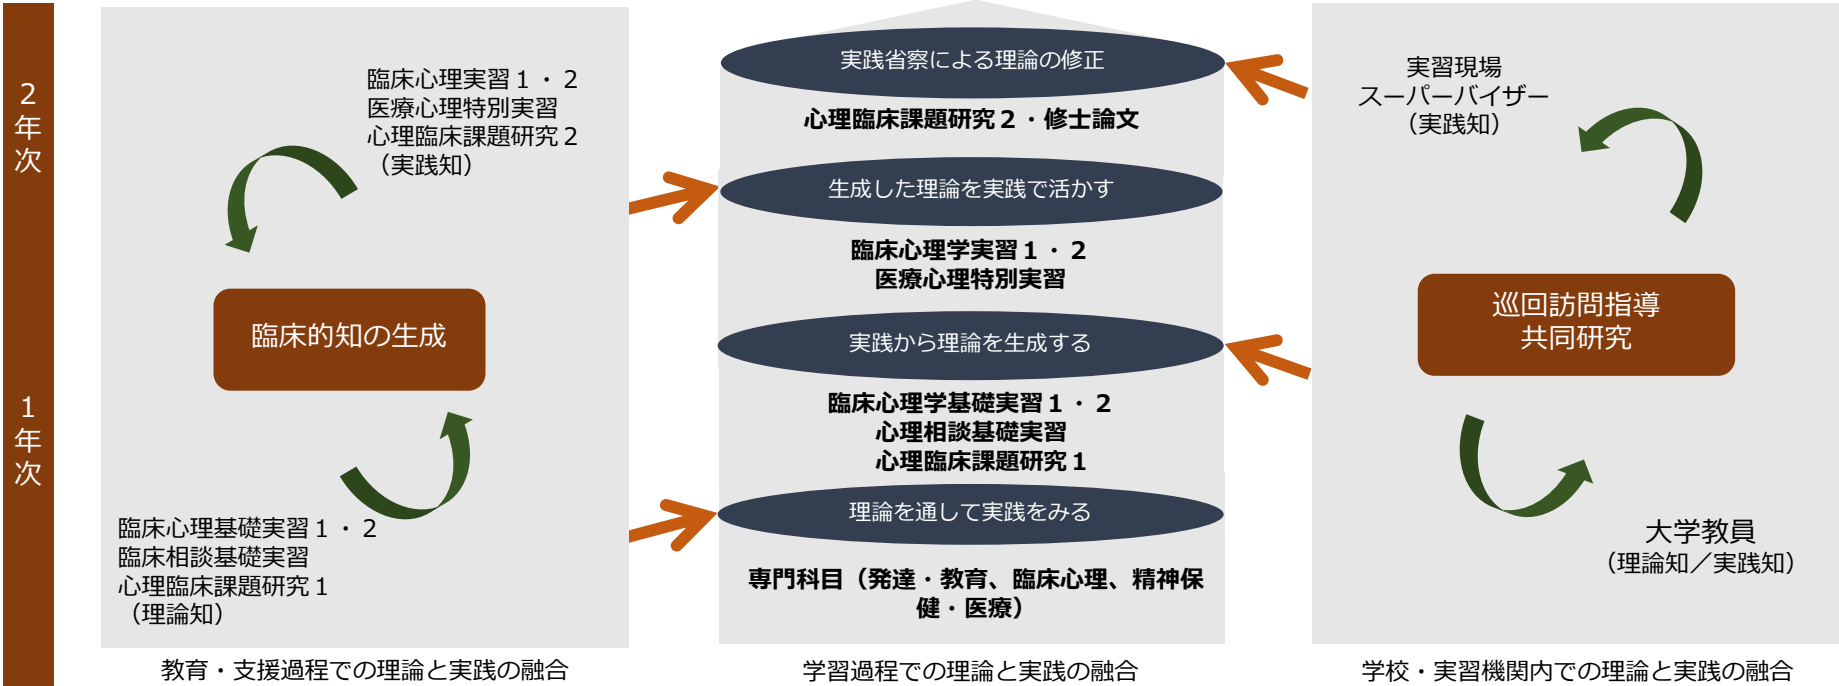 2
年
次
1
年
次
臨床心理実習１・２
医療心理特別実習
心理臨床課題研究２
（実践知）
臨床的知の生成
臨床心理基礎実習１・２
臨床相談基礎実習
心理臨床課題研究１
（理論知）
教育・支援過程での理論と実践の融合
実践省察による理論の修正
心理臨床課題研究２・修士論文
生成した理論を実践で活かす
臨床心理学実習１・２
医療心理特別実習
実践から理論を生成する
臨床心理学基礎実習１・２
心理相談基礎実習
心理臨床課題研究１
理論を通して実践をみる
専門科目（発達・教育、臨床心理、精神保
健・医療）
学習過程での理論と実践の融合
実習現場
スーパーバイザー
（実践知）
巡回訪問指導
共同研究
大学教員
（理論知／実践知）
学校・実習機関内での理論と実践の融合